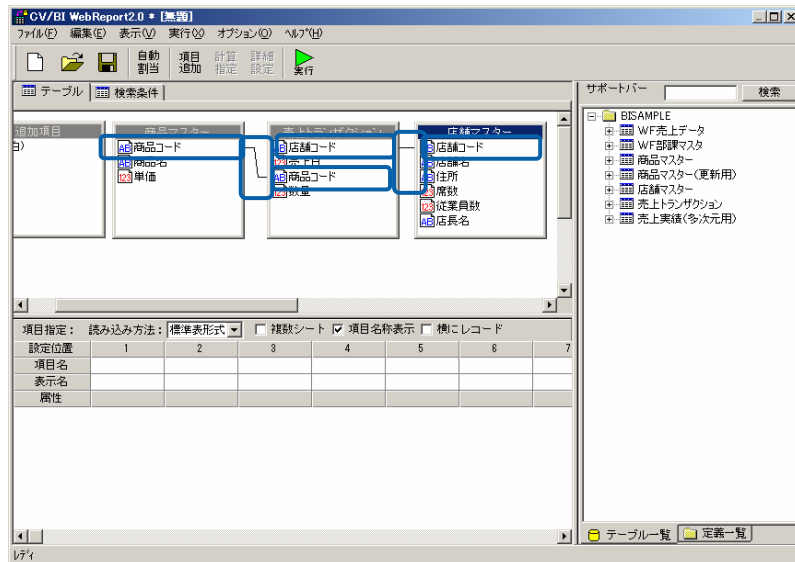 CV/BI WebReport2.0 * [無題]
ファイル(F) 編集(E) 表示(V) 実行(X) オプション(O) ヘルプ(H)
自動割当 項目追加 計算指定 詳細設定 実行
テーブル 検索条件
追加項目
白)
商品マスター
商品コード
商品名
単価
売上トランザクション
店舗コード
売上日
商品コード
数量
店舗マスター
店舗コード
店舗名
住所
席数
従業員数
店長名
項目指定： 読み込み方法： 標準表形式 複数シート 項目名称表示 横にレコード
設定位置 1 2 3 4 5 6 7
項目名
表示名
属性
サポートバー 検索
BISAMPLE
WF売上データ
WF部課マスタ
商品マスター
商品マスター(更新用)
店舗マスター
売上トランザクション
売上実績(多次元用)
テーブル一覧 定義一覧
ﾚﾃﾞｨ